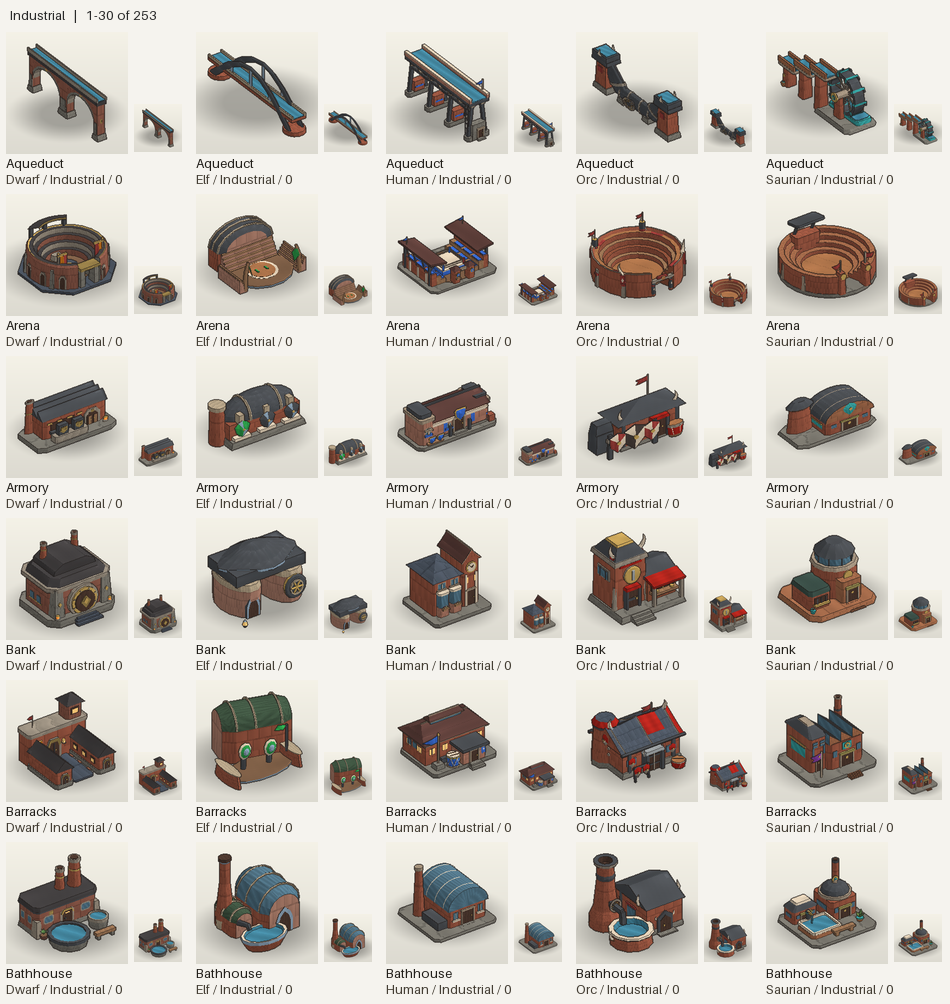 Industrial | 1-30 of 253
Aqueduct Aqueduct Aqueduct Aqueduct Aqueduct
Dwarf / Industrial / 0 Elf / Industrial / 0 Human / Industrial / 0 Orc / Industrial / 0 Saurian / Industrial / 0
Arena Arena Arena Arena Arena
Dwarf / Industrial / 0 Elf / Industrial / 0 Human / Industrial / 0 Orc / Industrial / 0 Saurian / Industrial / 0
Armory Armory Armory Armory Armory
Dwarf / Industrial / 0 Elf / Industrial / 0 Human / Industrial / 0 Orc / Industrial / 0 Saurian / Industrial / 0
Bank Bank Bank Bank Bank
Dwarf / Industrial / 0 Elf / Industrial / 0 Human / Industrial / 0 Orc / Industrial / 0 Saurian / Industrial / 0
Barracks Barracks Barracks Barracks Barracks
Dwarf / Industrial / 0 Elf / Industrial / 0 Human / Industrial / 0 Orc / Industrial / 0 Saurian / Industrial / 0
Bathhouse Bathhouse Bathhouse Bathhouse Bathhouse
Dwarf / Industrial / 0 Elf / Industrial / 0 Human / Industrial / 0 Orc / Industrial / 0 Saurian / Industrial / 0